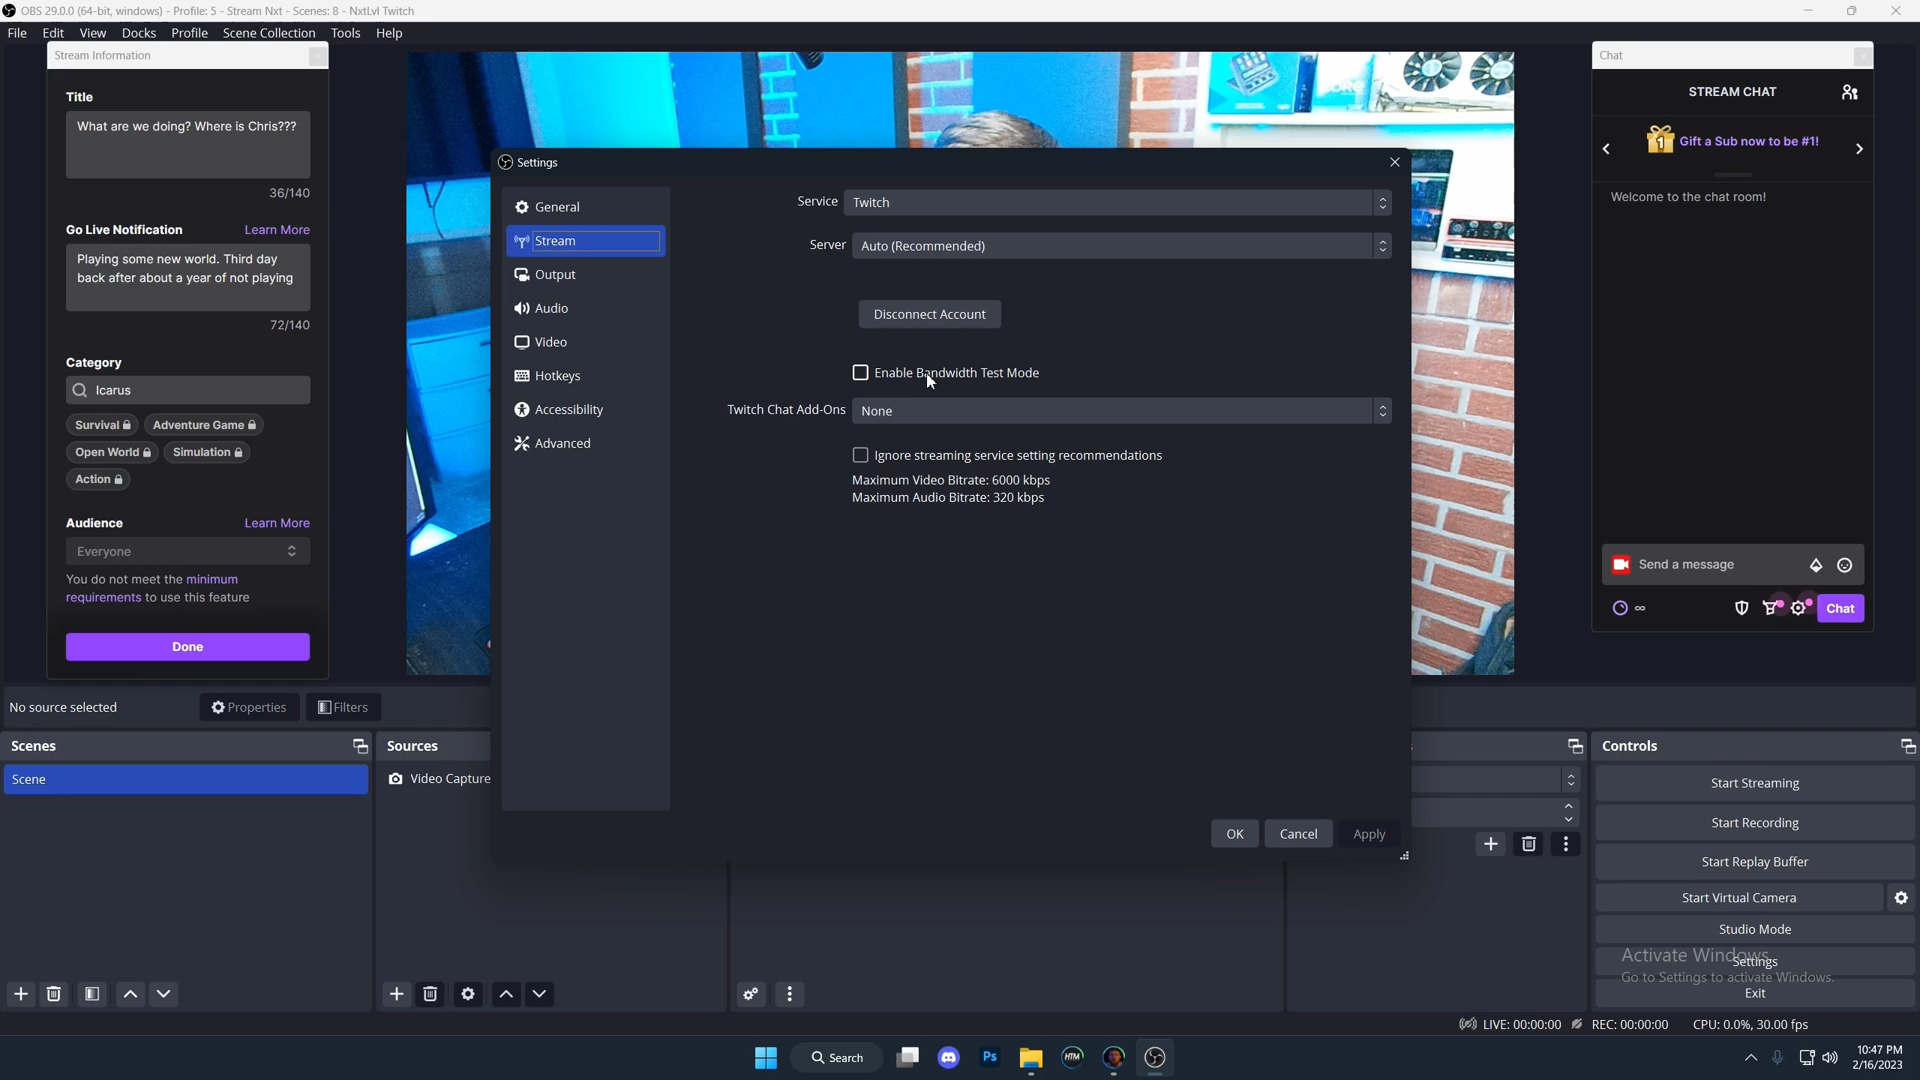 OBS 29.0.0 (64-bit, windows) - Profile: 5 - Stream Nxt - Scenes: 8 - NxtLvl Twitch
File Edit View Docks Profile Scene Collection Tools Help
Stream Information
Title
What are we doing? Where is Chris???
36/140
Go Live Notification Learn More
Playing some new world. Third day
back after about a year of not playing
72/140
Category
Icarus
Survival Adventure Game
Open World Simulation
Action
Audience Learn More
Everyone
You do not meet the minimum
requirements to use this feature
Done
Settings
General
Stream
Output
Audio
Video
Hotkeys
Accessibility
Advanced
Service Twitch
Server Auto (Recommended)
Disconnect Account
Enable Bandwidth Test Mode
Twitch Chat Add-Ons None
Ignore streaming service setting recommendations
Maximum Video Bitrate: 6000 kbps
Maximum Audio Bitrate: 320 kbps
OK Cancel Apply
Chat
STREAM CHAT
1 Gift a Sub now to be #1!
Welcome to the chat room!
Send a message
∞ Chat
No source selected Properties Filters
Scenes
Scene
Sources
Video Capture
Controls
Start Streaming
Start Recording
Start Replay Buffer
Start Virtual Camera
Studio Mode
Settings
Exit
Activate Windows
Go to Settings to activate Windows.
LIVE: 00:00:00 REC: 00:00:00 CPU: 0.0%, 30.00 fps
Search
Ps
HTM
10:47 PM
2/16/2023